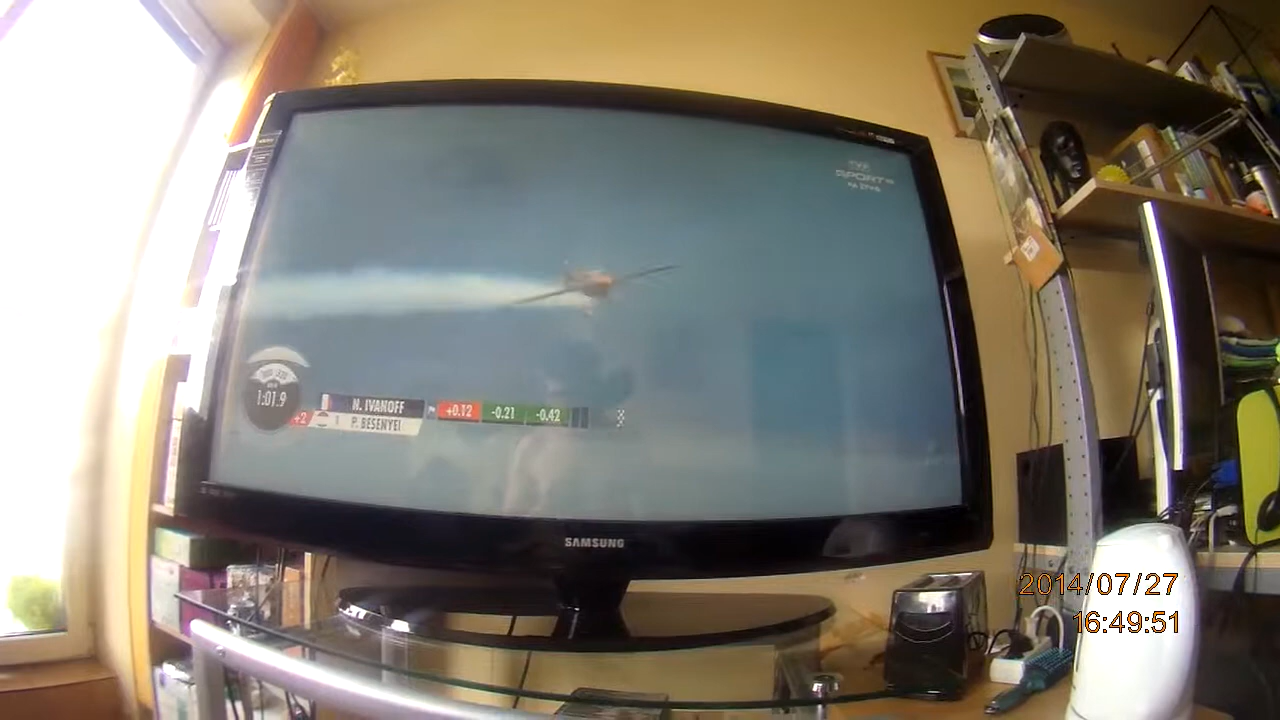 SPORT
1:01.9
N. IVANOFF
+2
1 P. BESENYEI
+0.12 -0.21 -0.42
SAMSUNG
2014/07/27
16:49:51